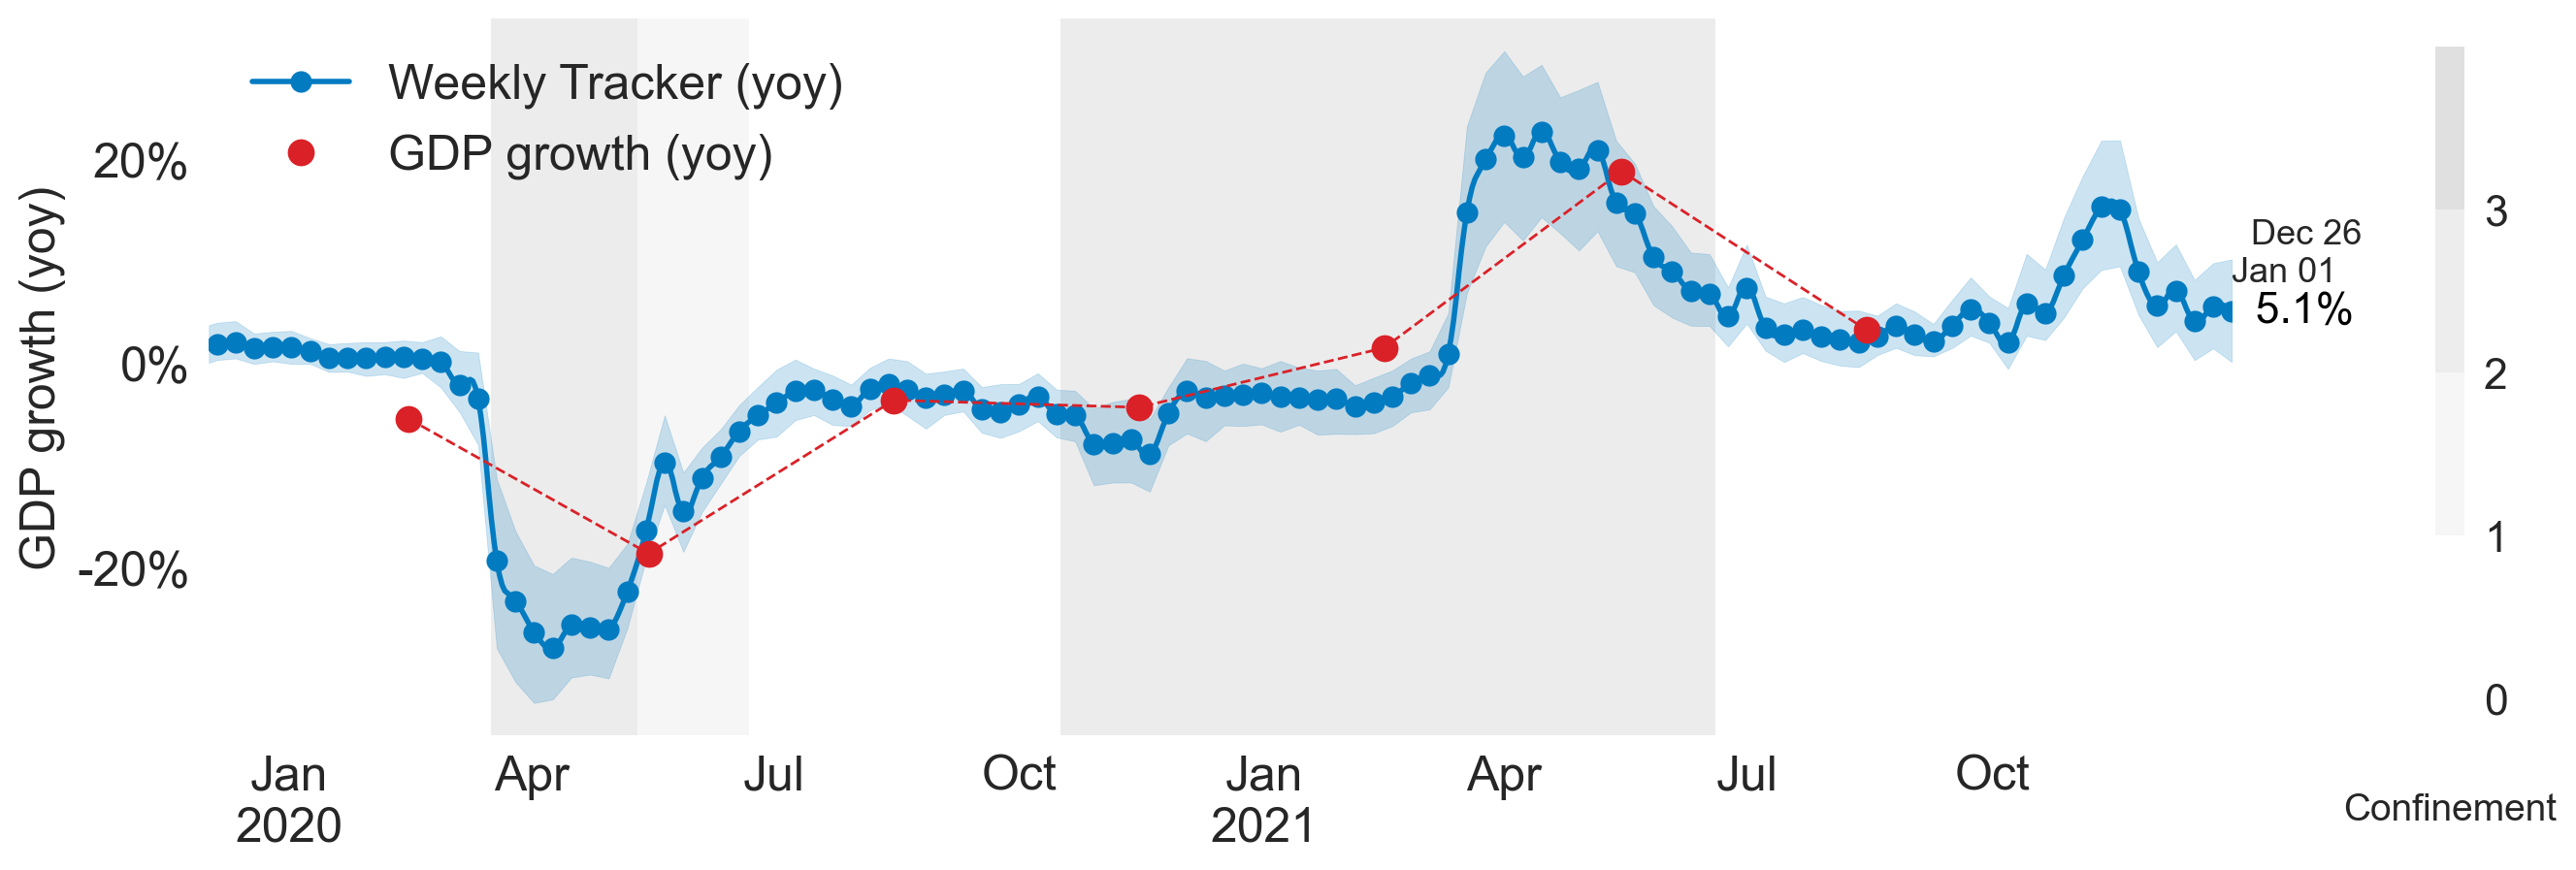 Weekly Tracker (yoy)
GDP growth (yoy)
GDP growth (yoy)
20%
0%
-20%
Jan
2020
Apr
Jul
Oct
Jan
2021
Apr
Jul
Oct
Dec 26
Jan 01
5.1%
3
2
1
0
Confinement